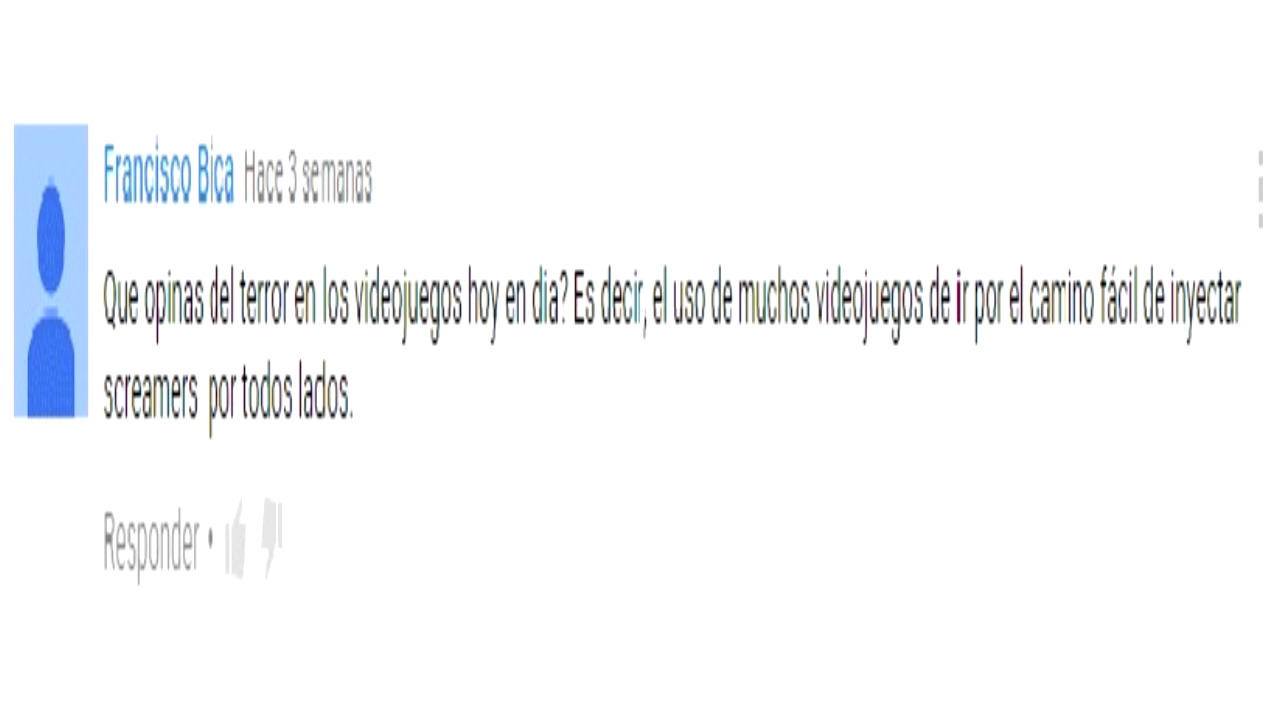 Francisco Bica Hace 3 semanas
Que opinas del terror en los videojuegos hoy en dia? Es decir, el uso de muchos videojuegos de ir por el camino fácil de inyectar
screamers por todos lados.
Responder •